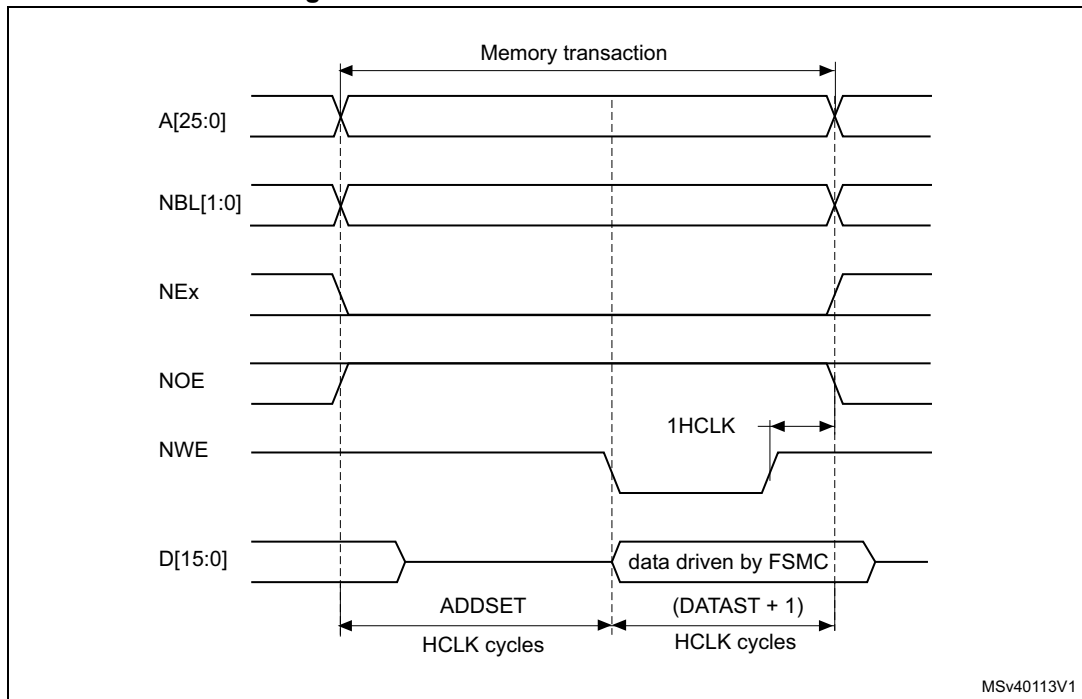 Memory transaction
A[25:0]
NBL[1:0]
NEx
NOE
1HCLK
NWE
D[15:0]
data driven by FSMC
ADDSET
(DATAST + 1)
HCLK cycles
HCLK cycles
MSv40113V1